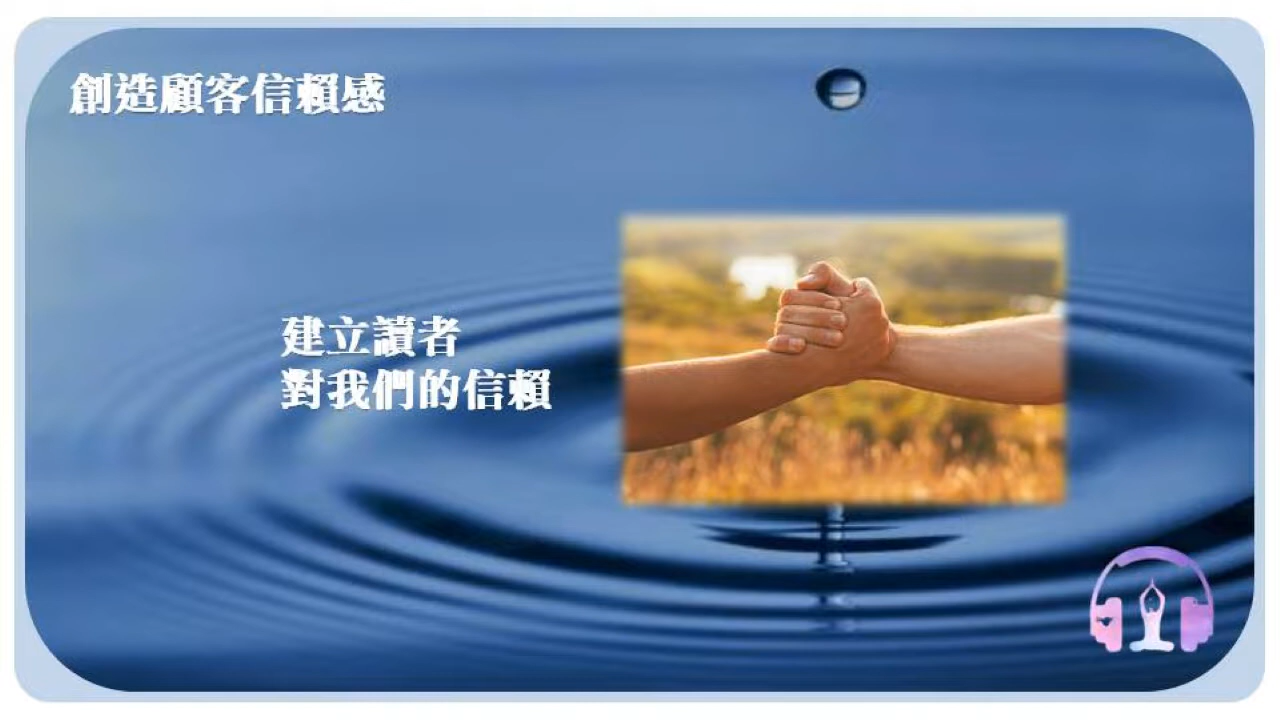 創造顧客信賴感
建立讀者
對我們的信賴